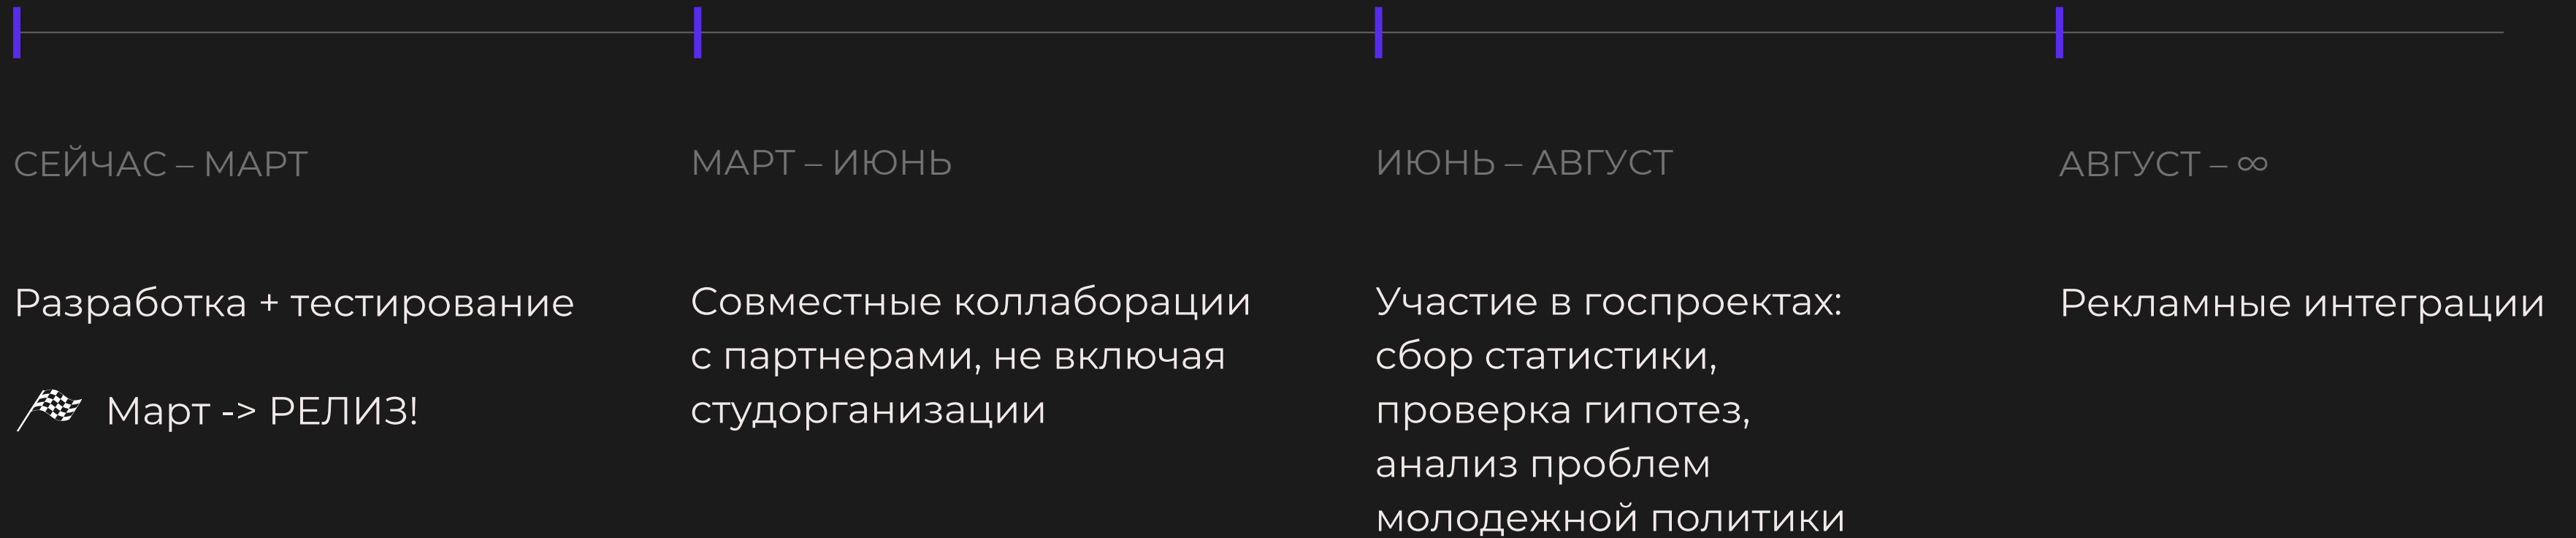 СЕЙЧАС – МАРТ
Разработка + тестирование
Март -> РЕЛИЗ!
МАРТ – ИЮНЬ
Совместные коллаборации
с партнерами, не включая
студорганизации
ИЮНЬ – АВГУСТ
Участие в госпроектах:
сбор статистики,
проверка гипотез,
анализ проблем
молодежной политики
АВГУСТ – ∞
Рекламные интеграции